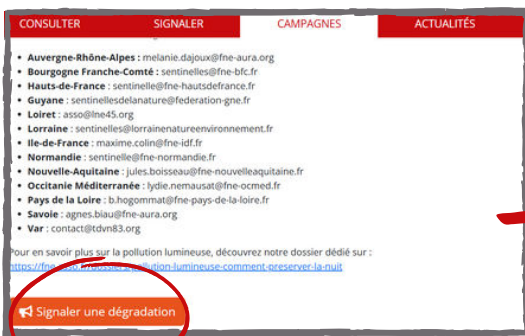 CONSULTER SIGNALER CAMPAGNES ACTUALITÉS
• Auvergne-Rhône-Alpes : melanie.dajoux@fne-aura.org
• Bourgogne Franche-Comté : sentinelles@fne-bfc.fr
• Hauts-de-France : sentinelle@fne-hautsdefrance.fr
• Guyane : sentinellesdelanature@federation-gne.fr
• Loiret : asso@lne45.org
• Lorraine : sentinelles@lorrainenatureenvironnement.fr
• Ile-de-France : maxime.colin@fne-idf.fr
• Normandie : sentinelle@fne-normandie.fr
• Nouvelle-Aquitaine : jules.boisseau@fne-nouvelleaquitaine.fr
• Occitanie Méditerranée : lydie.nemausat@fne-ocmed.fr
• Pays de la Loire : b.hogommat@fne-pays-de-la-loire.fr
• Savoie : agnes.biau@fne-aura.org
• Var : contact@tdvn83.org
Pour en savoir plus sur la pollution lumineuse, découvrez notre dossier dédié sur :
https://fne.asso.fr/dossiers/pollution-lumineuse-comment-preserver-la-nuit
Signaler une dégradation